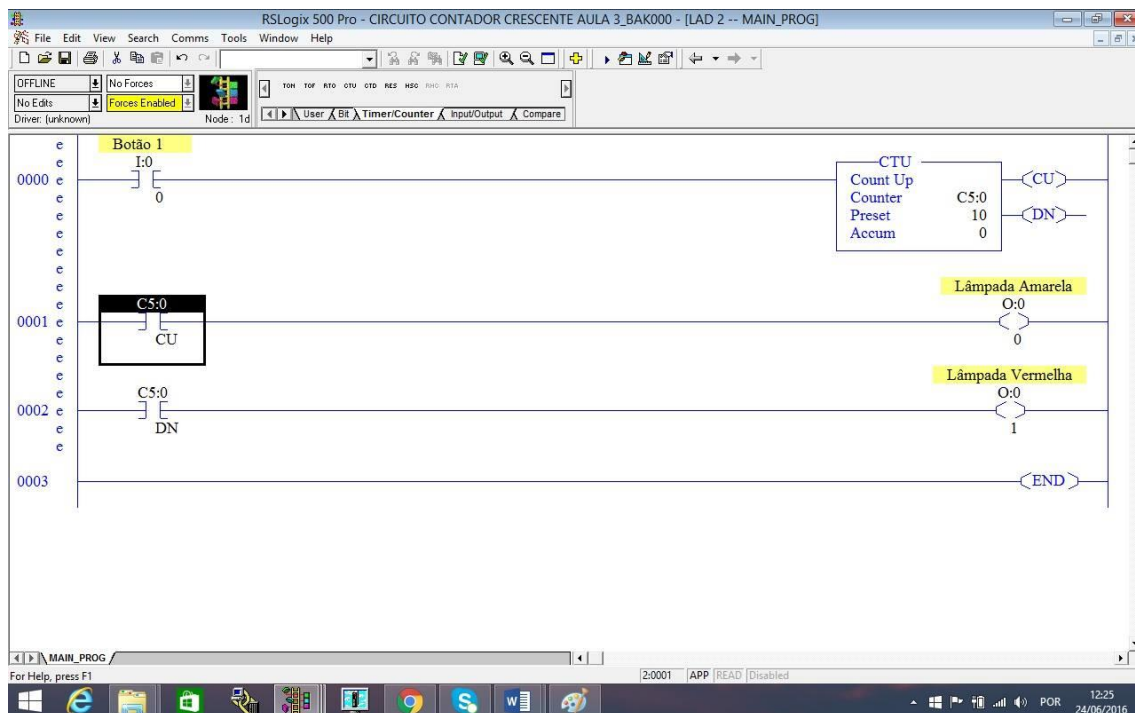 RSLogix 500 Pro - CIRCUITO CONTADOR CRESCENTE AULA 3_BAK000 - [LAD 2 -- MAIN_PROG]
File Edit View Search Comms Tools Window Help
OFFLINE No Forces
No Edits Forces Enabled
Driver: (unknown) Node : 1d
TON TOF RTO CTU CTD RES HSC RHC RTA
User Bit Timer/Counter Input/Output Compare
e
e
0000 e
e
e
e
e
e
e
e
0001 e
e
e
e
e
0002 e
e
e
0003
Botão 1
I:0
0
CTU
Count Up
Counter C5:0
Preset 10
Accum 0
CU
DN
C5:0
CU
Lâmpada Amarela
O:0
0
C5:0
DN
Lâmpada Vermelha
O:0
1
END
MAIN_PROG
For Help, press F1
2:0001 APP READ Disabled
POR
12:25
24/06/2016